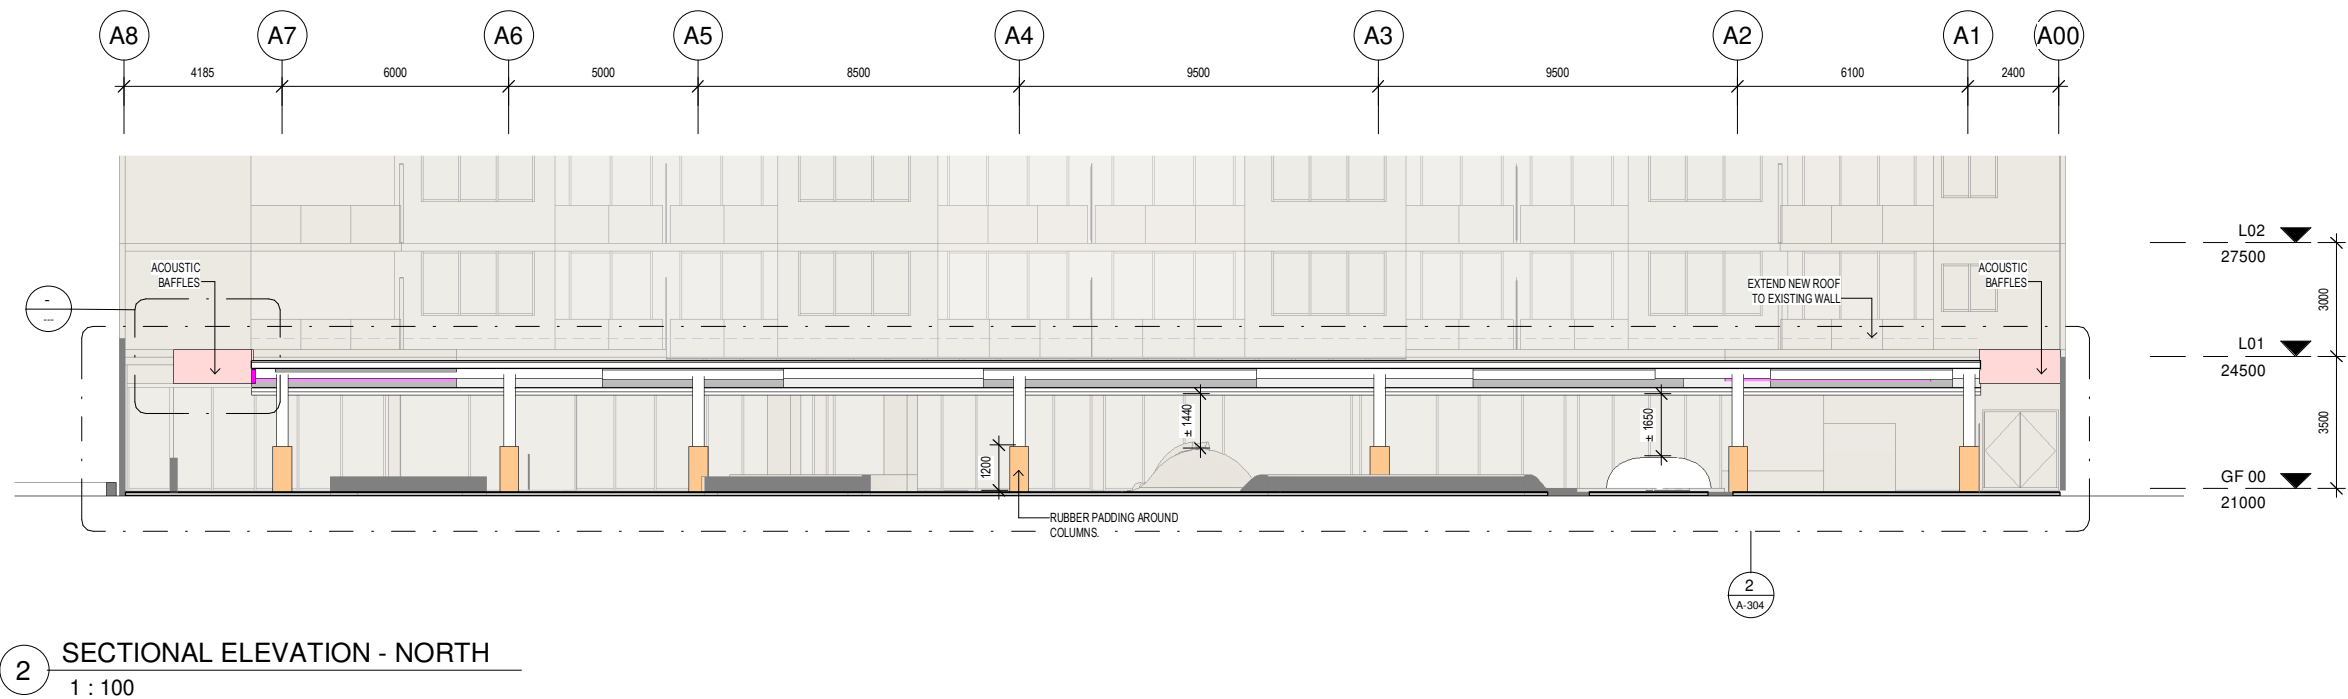 A8 A7 A6 A5 A4 A3 A2 A1 A00
4185 6000 5000 8500 9500 9500 6100 2400
L02
27500
ACOUSTIC
BAFFLES
EXTEND NEW ROOF
TO EXISTING WALL
ACOUSTIC
BAFFLES
-
---
3000
L01
24500
± 1440
± 1650
3500
1200
GF 00
21000
RUBBER PADDING AROUND
COLUMNS.
2
A-304
2 SECTIONAL ELEVATION - NORTH
1 : 100